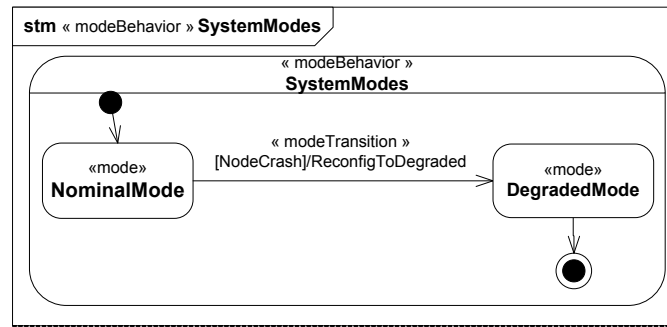 stm « modeBehavior » SystemModes
« modeBehavior »
SystemModes
«mode»
NominalMode
« modeTransition »
[NodeCrash]/ReconfigToDegraded
«mode»
DegradedMode